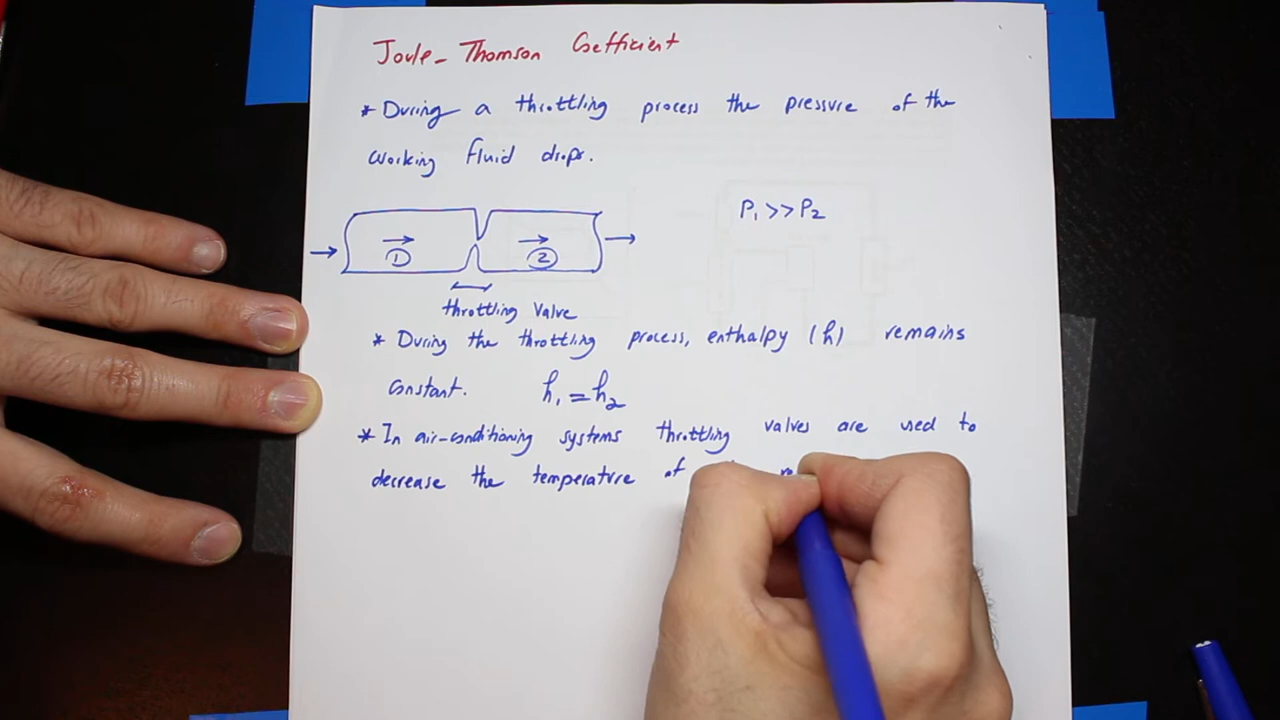 Joule-Thomson Coefficient
* During a throttling process the pressure of the
working fluid drops.
P₁ >> P₂
→ → ① → ② →
throttling Valve
* During the throttling process, enthalpy (h) remains
constant. h₁ = h₂
* In air-conditioning systems throttling valves are used to
decrease the temperature of